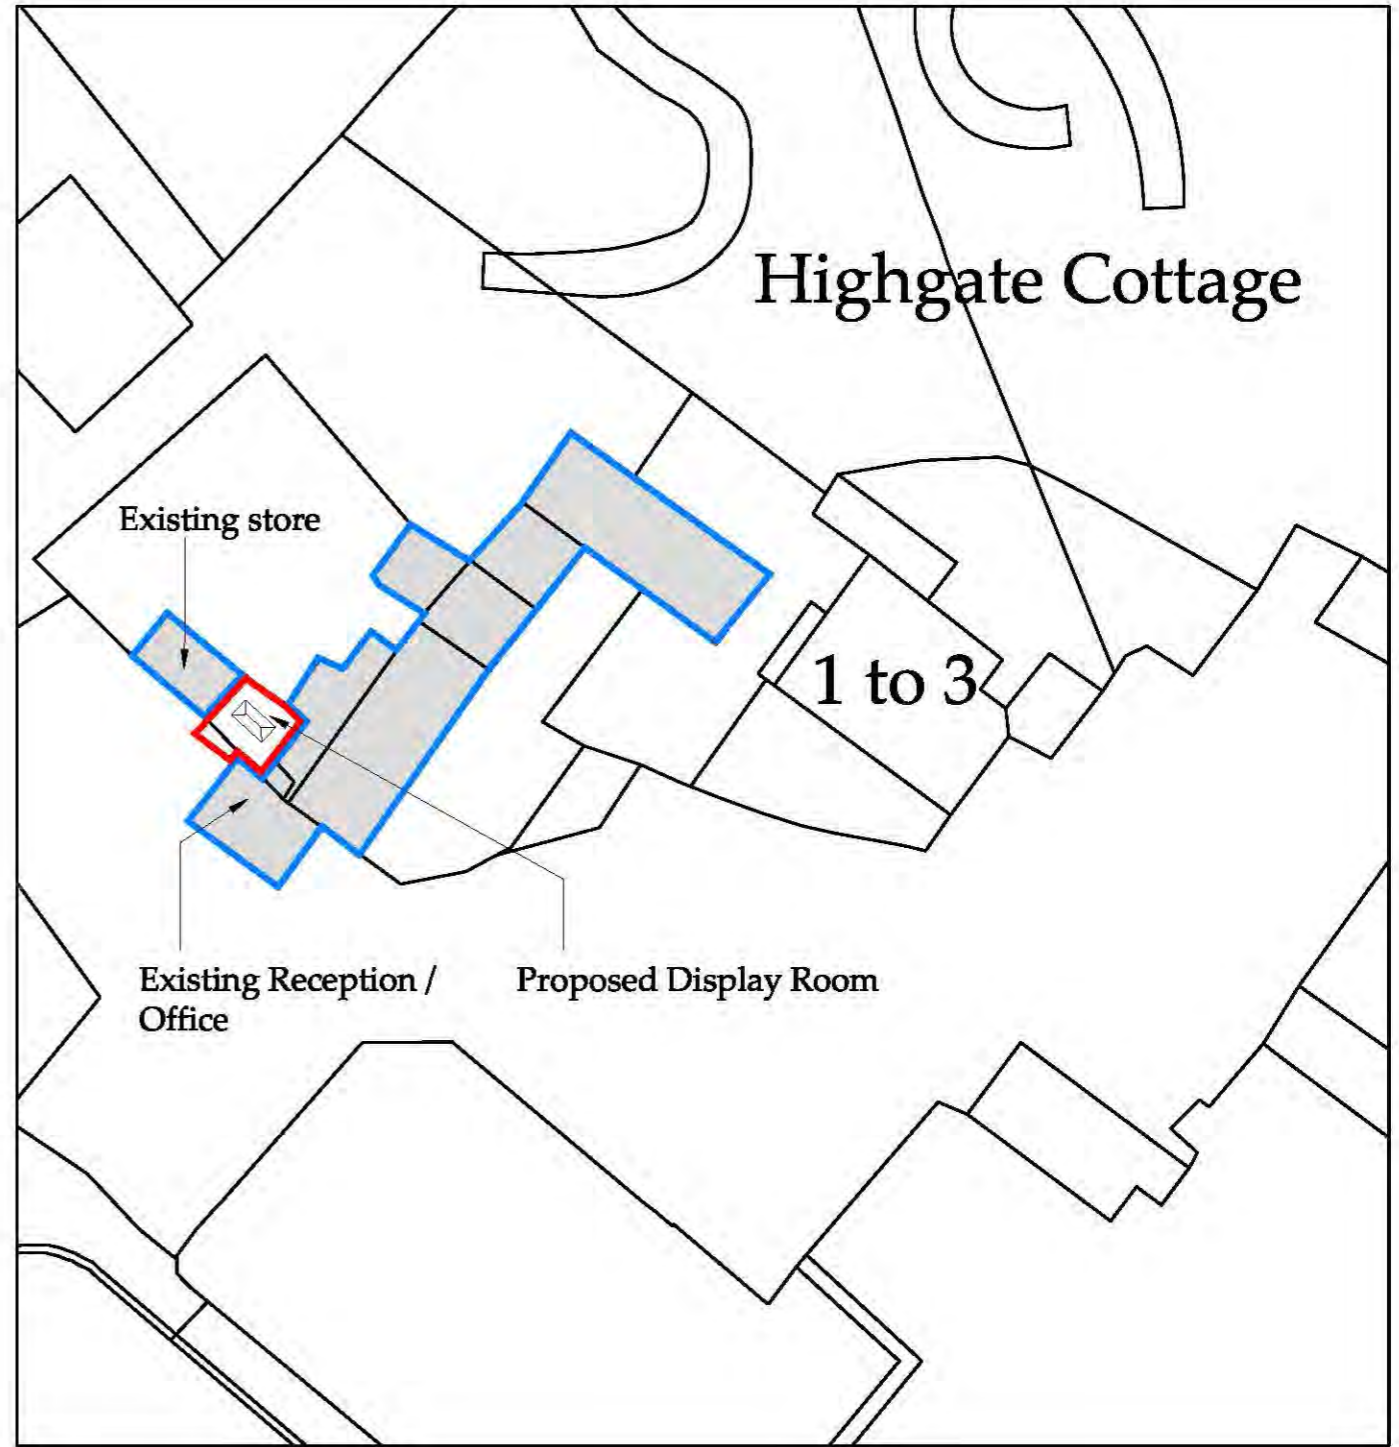 Highgate Cottage
Existing store
1 to 3
Existing Reception /
Office
Proposed Display Room